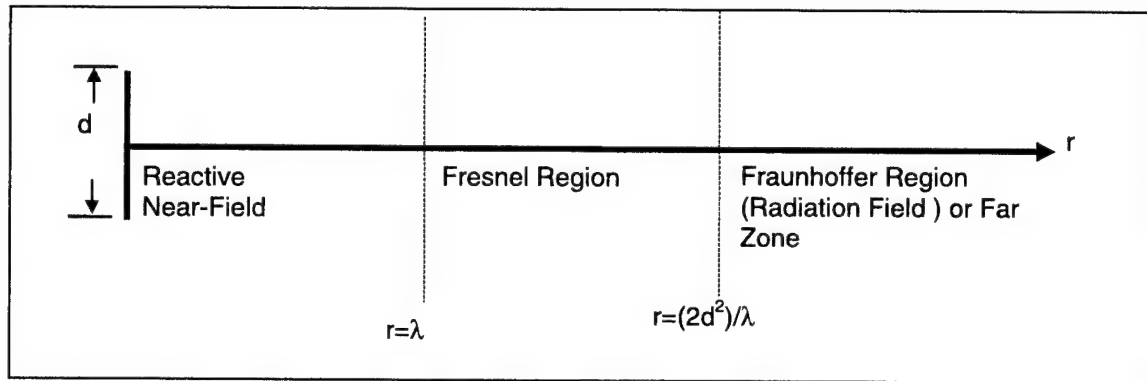 d
r
Reactive
Near-Field
Fresnel Region
Fraunhoffer Region
(Radiation Field ) or Far
Zone
r=λ
r=(2d²)/λ